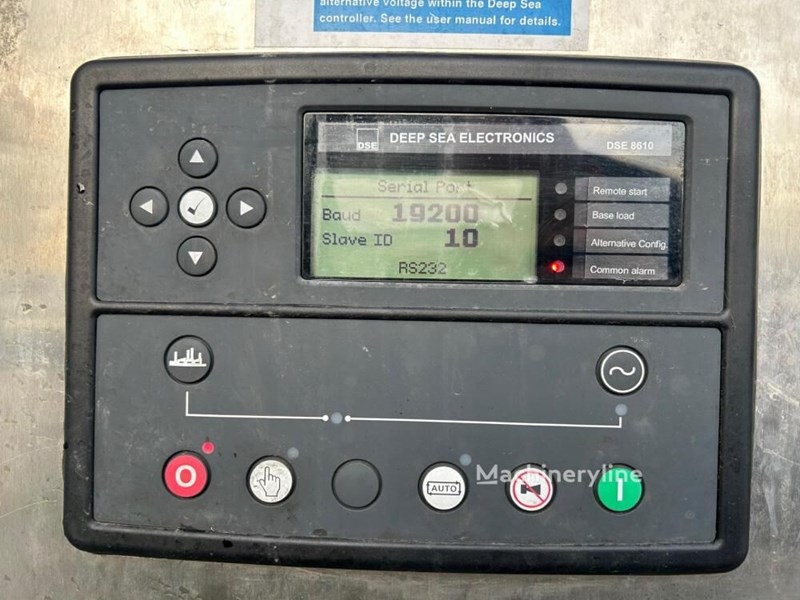 alternative voltage within the Deep Sea
controller. See the user manual for details.
DSE DEEP SEA ELECTRONICS DSE 8610
Serial Port
Baud 19200
Slave ID 10
RS232
Remote start
Base load
Alternative Config.
Common alarm
O
AUTO
I
Machineryline